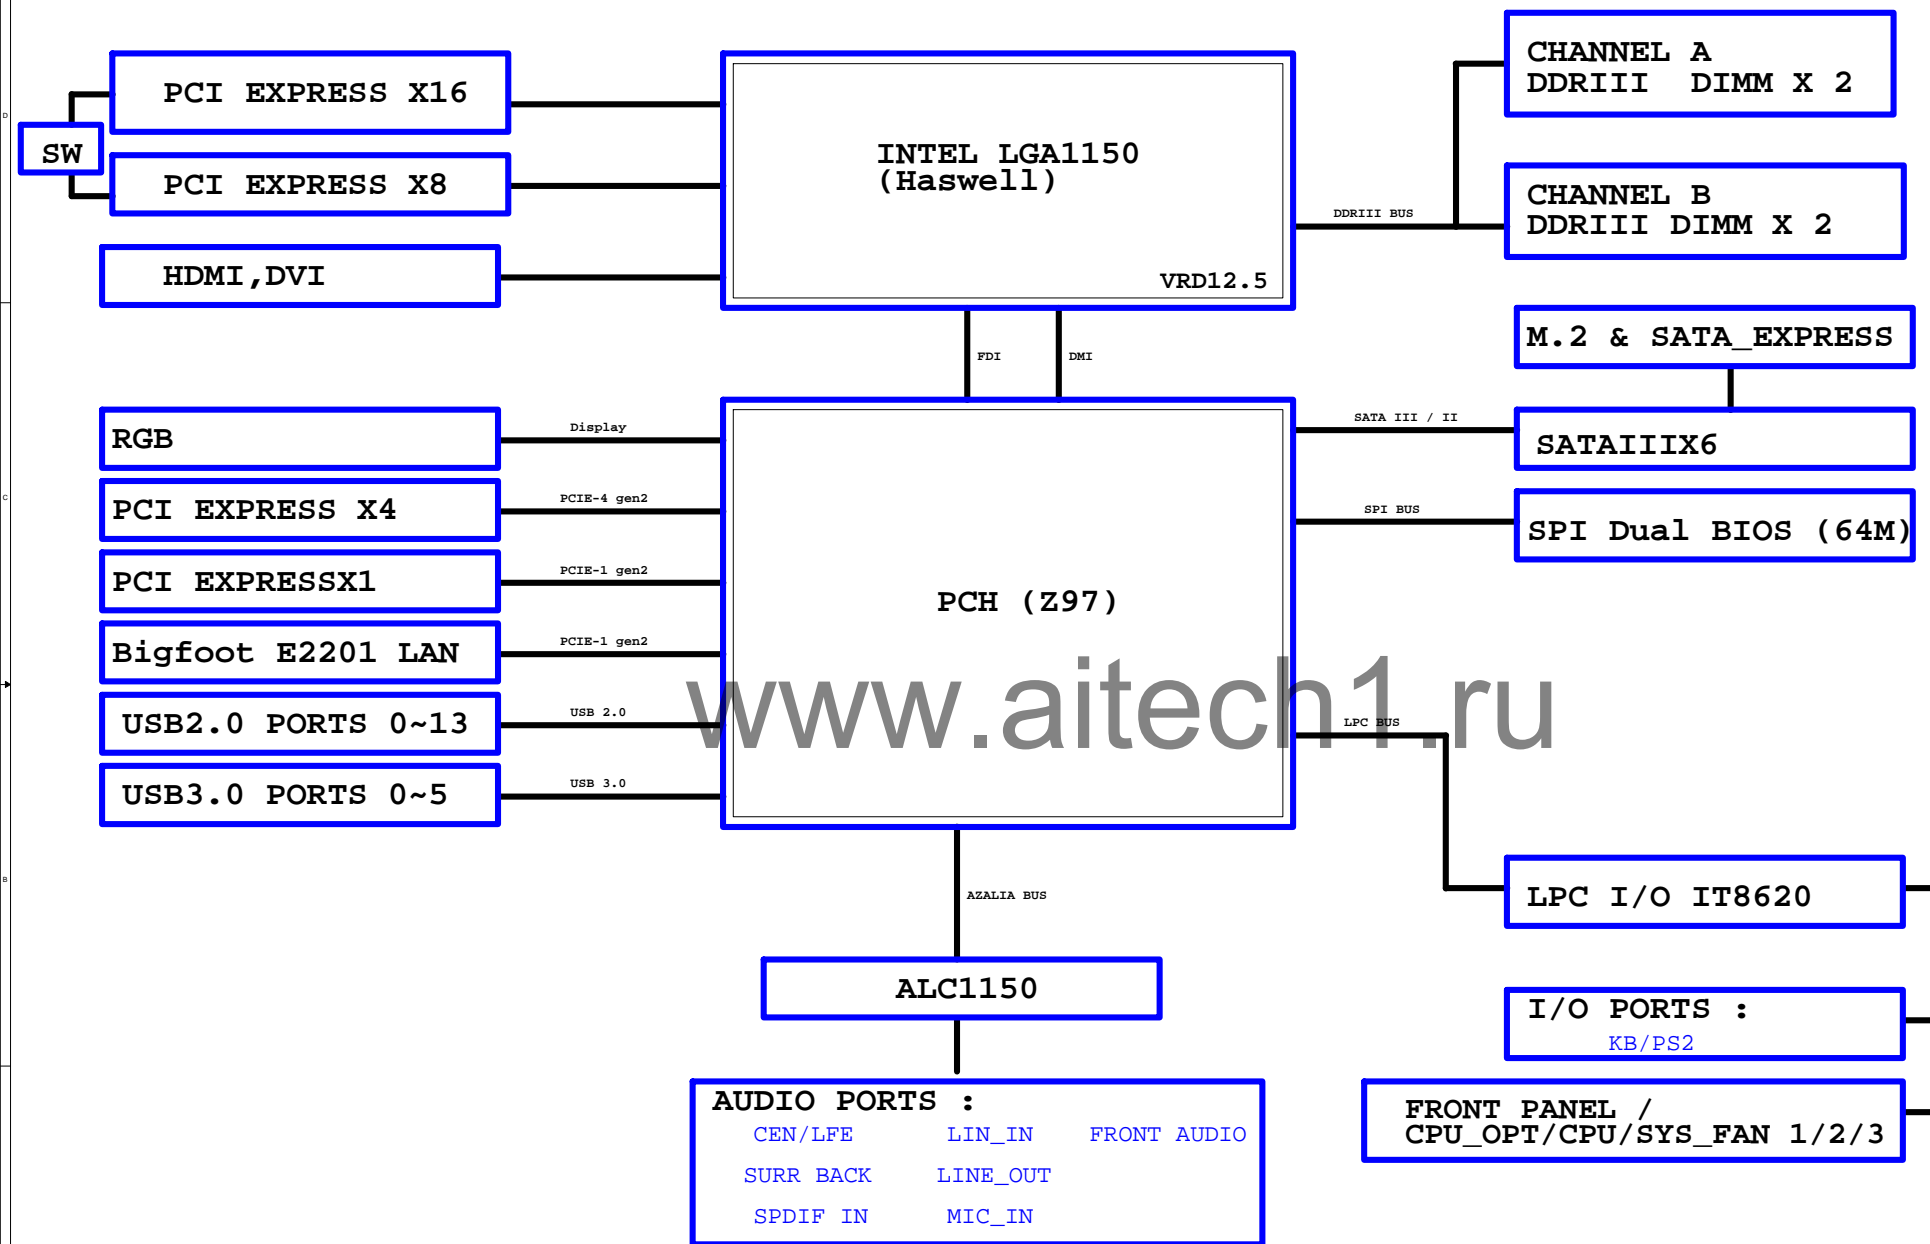 PCI EXPRESS X16
SW
PCI EXPRESS X8
HDMI,DVI
INTEL LGA1150
(Haswell)
VRD12.5
DDRIII BUS
CHANNEL A
DDRIII DIMM X 2
CHANNEL B
DDRIII DIMM X 2
FDI
DMI
M.2 & SATA_EXPRESS
SATA III / II
SATAIIIX6
SPI BUS
SPI Dual BIOS (64M)
RGB
Display
PCI EXPRESS X4
PCIE-4 gen2
PCI EXPRESSX1
PCIE-1 gen2
Bigfoot E2201 LAN
PCIE-1 gen2
USB2.0 PORTS 0~13
USB 2.0
USB3.0 PORTS 0~5
USB 3.0
PCH (Z97)
www.aitech1.ru
LPC BUS
LPC I/O IT8620
AZALIA BUS
ALC1150
I/O PORTS :
KB/PS2
FRONT PANEL /
CPU_OPT/CPU/SYS_FAN 1/2/3
AUDIO PORTS :
CEN/LFE LIN_IN FRONT AUDIO
SURR BACK LINE_OUT
SPDIF IN MIC_IN
D
C
B